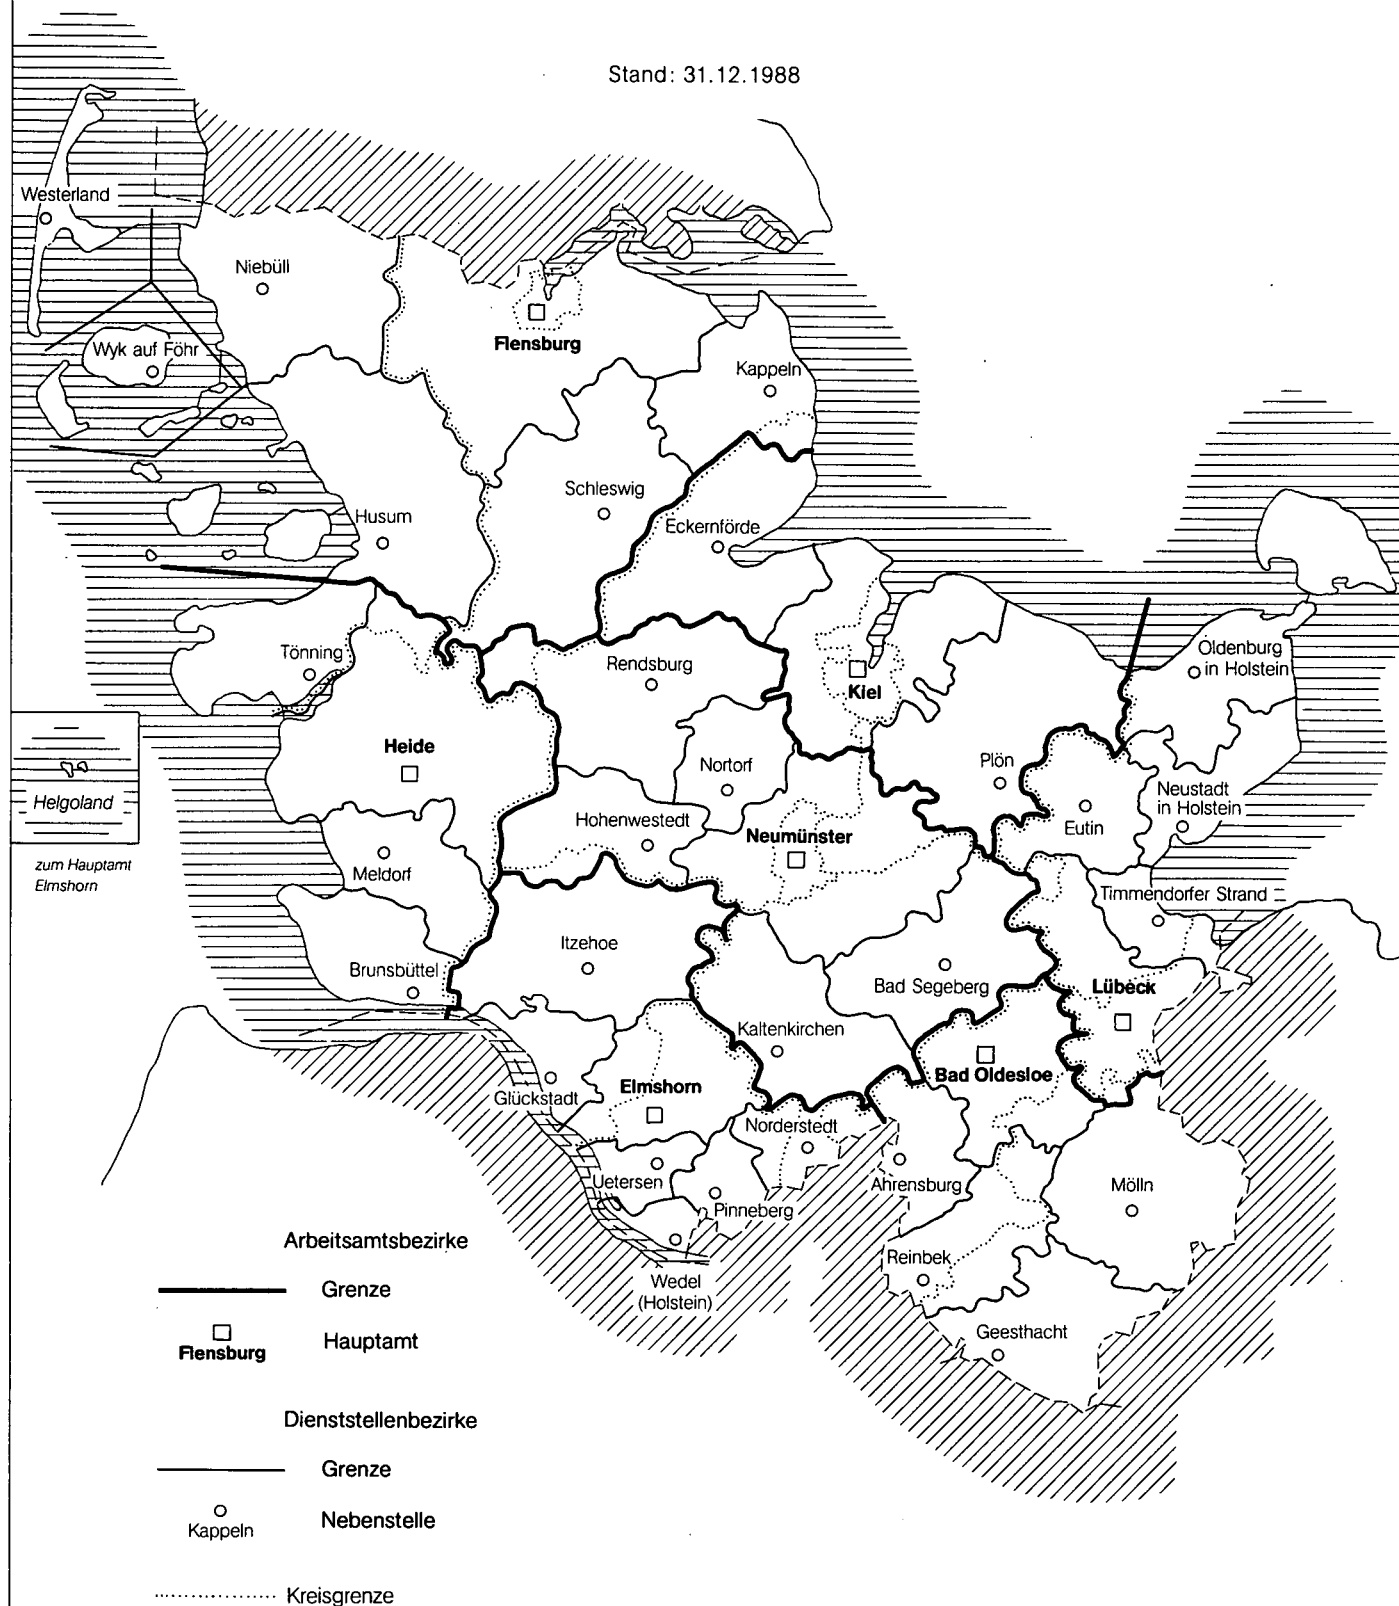 Stand: 31.12.1988
Westerland
Niebüll
Flensburg
Wyk auf Föhr
Kappeln
Schleswig
Husum
Eckernförde
Tönning
Rendsburg
Kiel
Oldenburg
in Holstein
Heide
Nortorf
Plön
Helgoland
Neustadt
in Holstein
Hohenwestedt
Neumünster
Eutin
zum Hauptamt
Elmshorn
Meldorf
Timmendorfer Strand
Itzehoe
Brunsbüttel
Bad Segeberg
Lübeck
Kaltenkirchen
Bad Oldesloe
Elmshorn
Glückstadt
Norderstedt
Uetersen
Ahrensburg
Mölln
Pinneberg
Reinbek
Wedel
(Holstein)
Geesthacht
Arbeitsamtsbezirke
Grenze
Flensburg
Hauptamt
Dienststellenbezirke
Grenze
Kappeln
Nebenstelle
Kreisgrenze